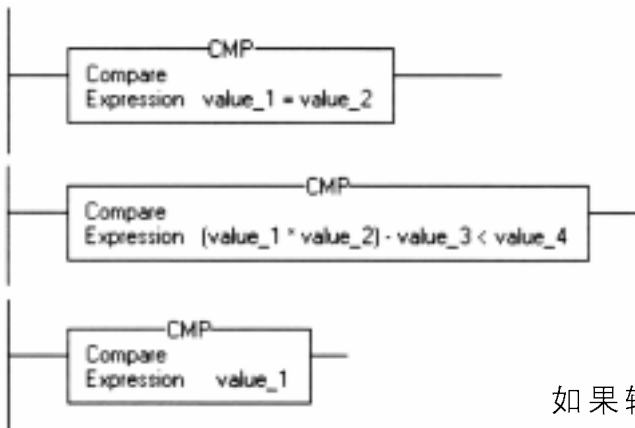 CMP
Compare
Expression value_1 = value_2
CMP
Compare
Expression (value_1 * value_2) - value_3 < value_4
CMP
Compare
Expression value_1
如果